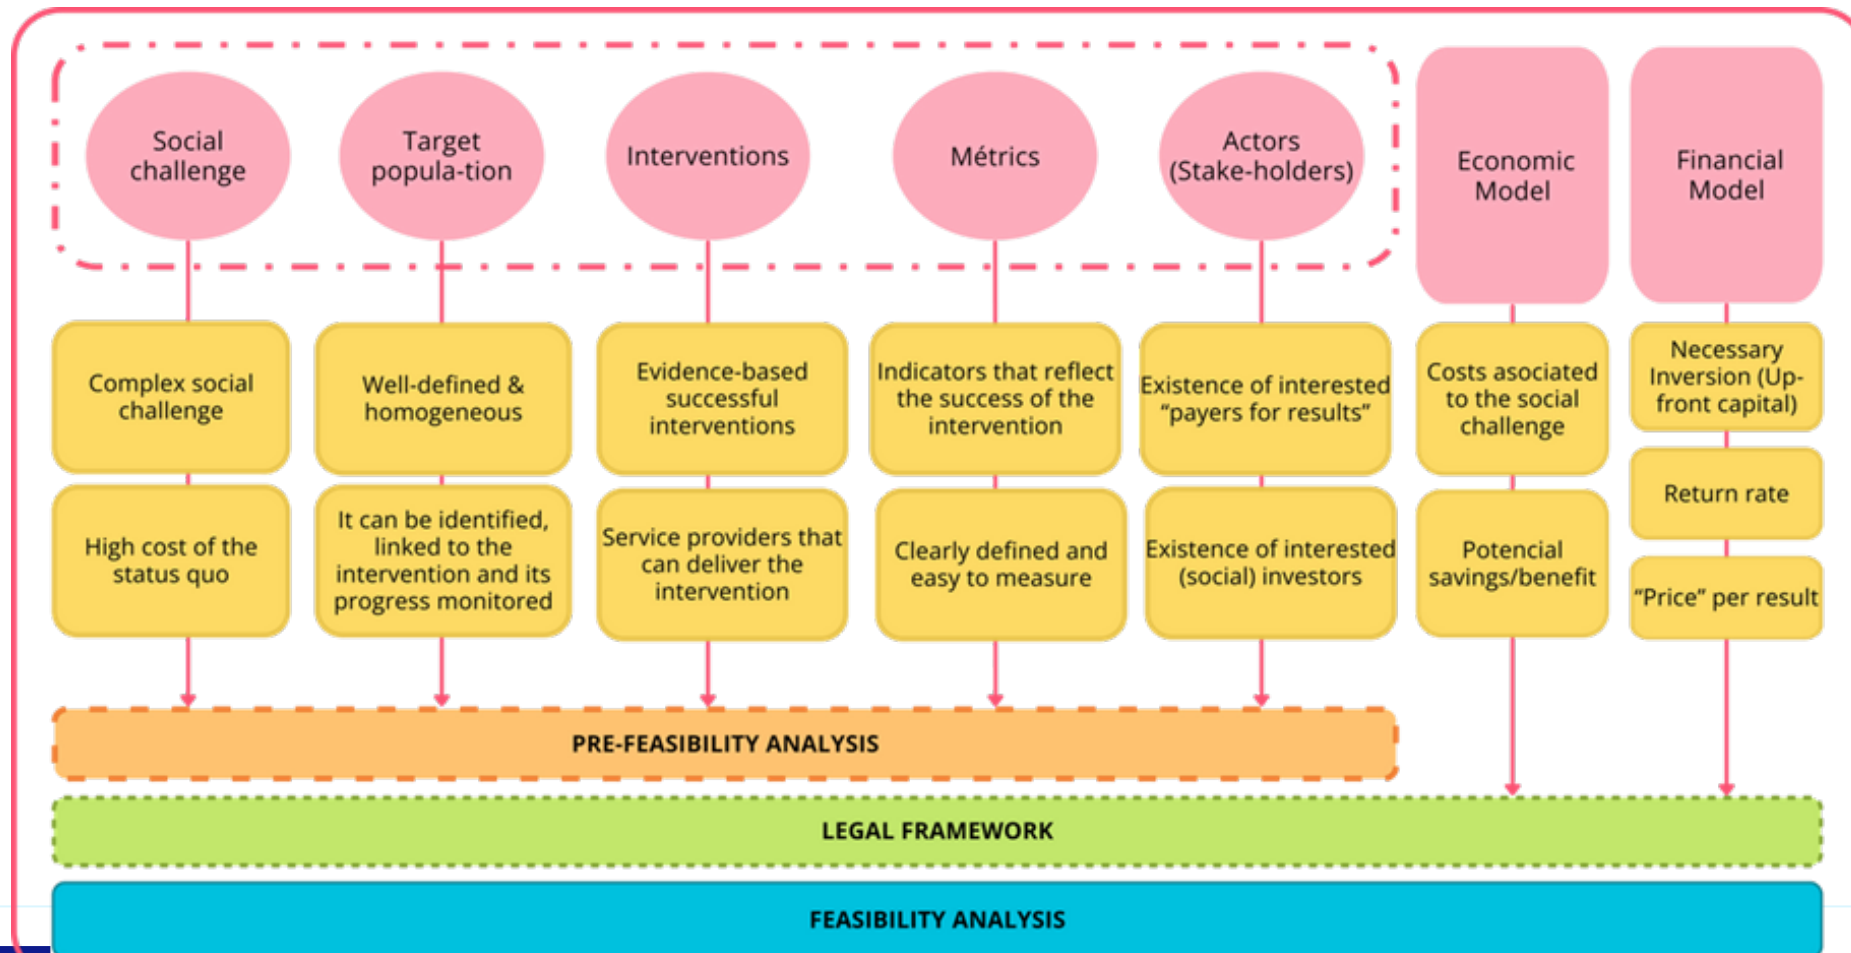 Social
challenge
Target
popula-tion
Interventions
Métrics
Actors
(Stake-holders)
Economic
Model
Financial
Model
Complex social
challenge
Well-defined &
homogeneous
Evidence-based
successful
interventions
Indicators that reflect
the success of the
intervention
Existence of interested
“payers for results”
Costs asociated
to the social
challenge
Necessary
Inversion (Up-
front capital)
Return rate
High cost of the
status quo
It can be identified,
linked to the
intervention and its
progress monitored
Service providers that
can deliver the
intervention
Clearly defined and
easy to measure
Existence of interested
(social) investors
Potencial
savings/benefit
“Price” per result
PRE-FEASIBILITY ANALYSIS
LEGAL FRAMEWORK
FEASIBILITY ANALYSIS